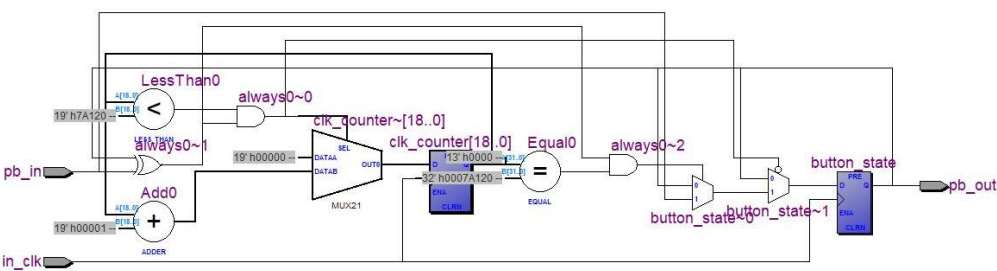 LessThan0
A[18..0]
19' h7A120
B[18..0]
LESS_THAN
always0~0
always0~1
pb_in
clk_counter~[18..0]
SEL
19' h00000
DATAA
DATAB
OUT0
MUX21
Add0
A[18..0]
19' h00001
B[18..0]
ADDER
in_clk
clk_counter[18..0]
D
ENA
CLRN
13' h0000
A[31..0]
32' h0007A120
B[31..0]
Equal0
EQUAL
always0~2
0
1
button_state~0
0
1
button_state~1
button_state
PRE
D
Q
ENA
CLRN
pb_out